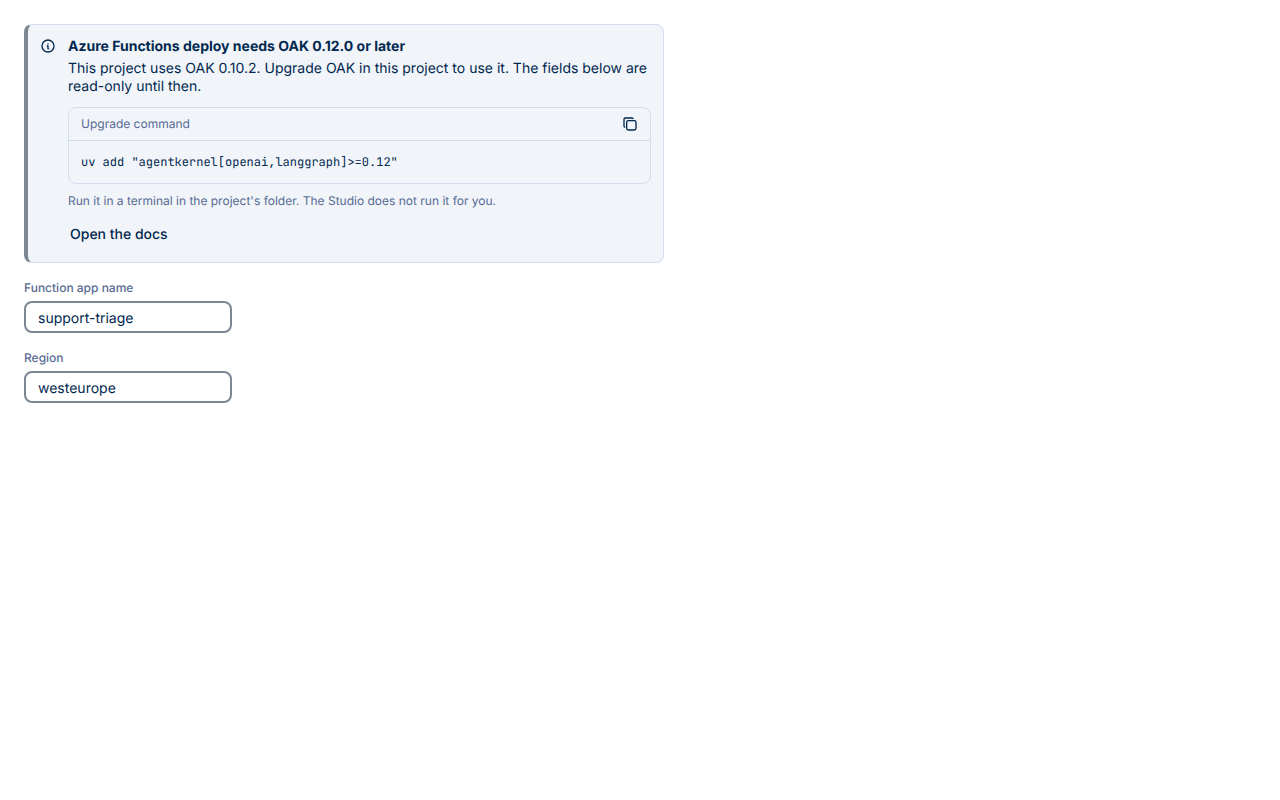 Azure Functions deploy needs OAK 0.12.0 or later
This project uses OAK 0.10.2. Upgrade OAK in this project to use it. The fields below are
read-only until then.
Upgrade command
uv add "agentkernel[openai,langgraph]>=0.12"
Run it in a terminal in the project's folder. The Studio does not run it for you.
Open the docs
Function app name
support-triage
Region
westeurope